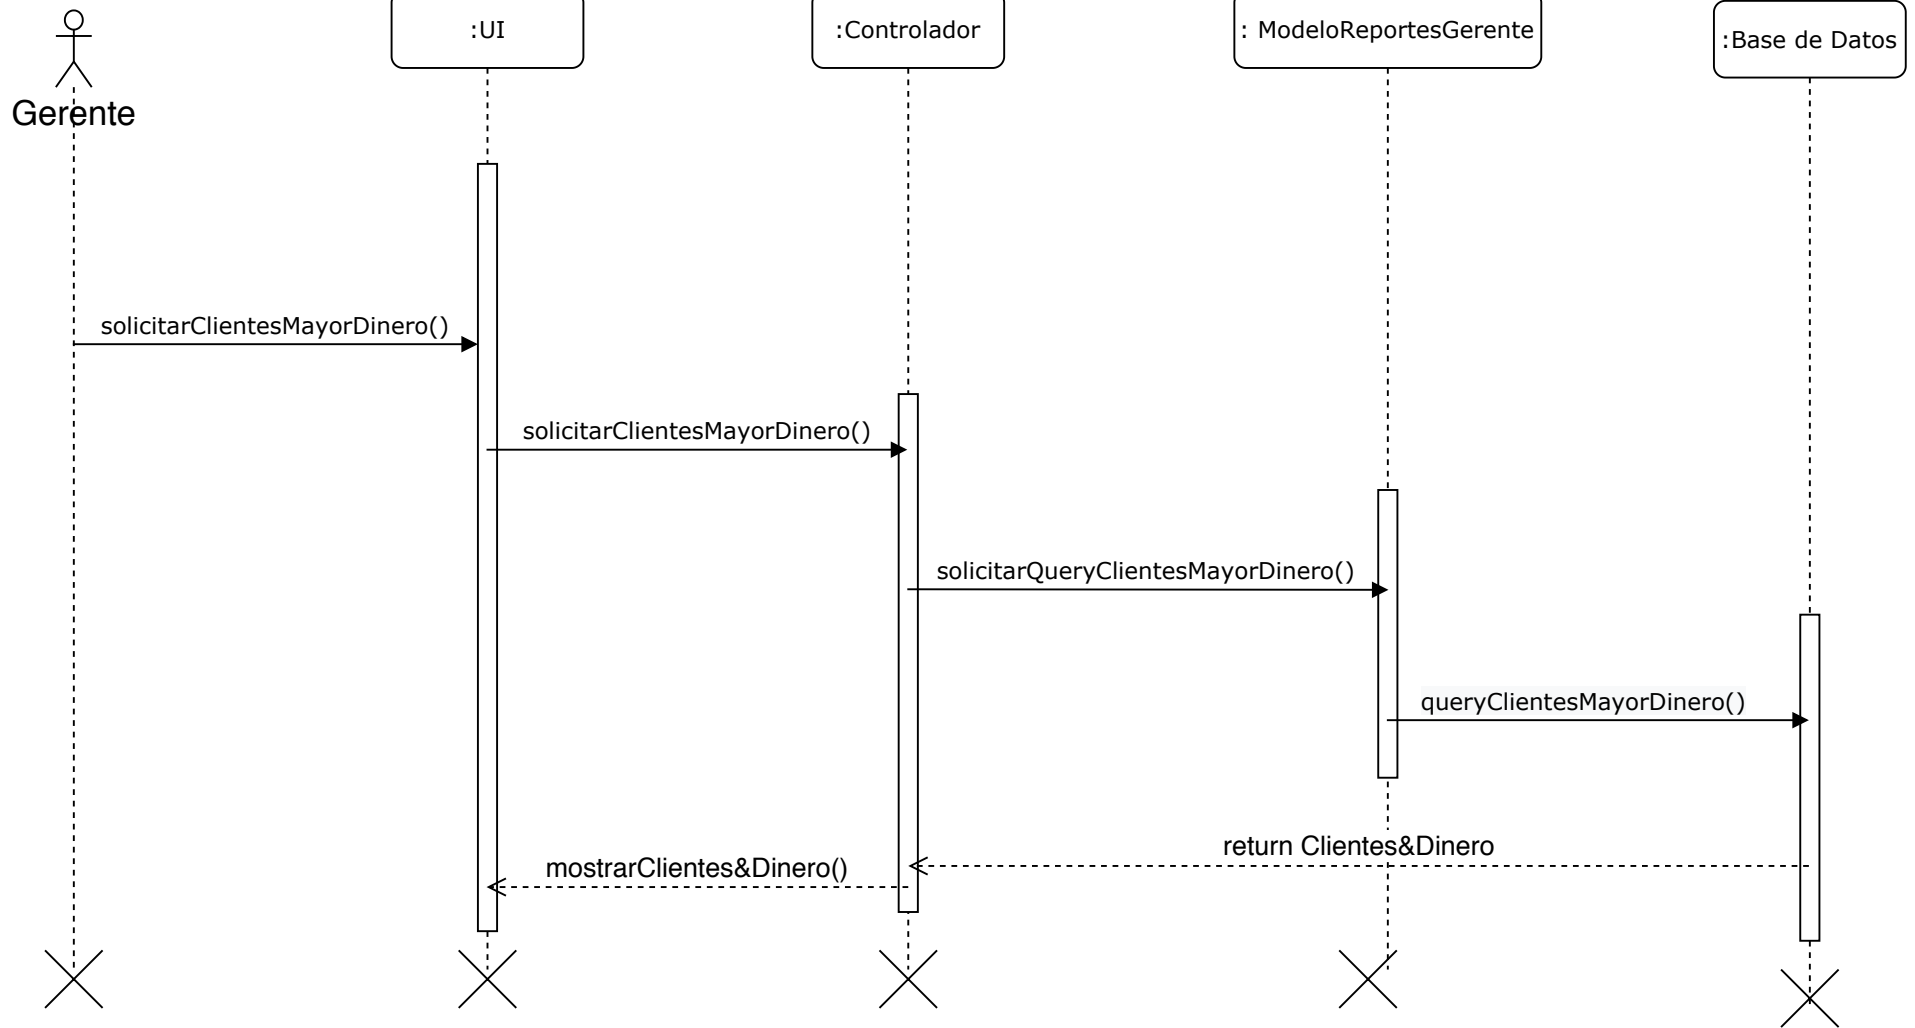 :UI
:Controlador
: ModeloReportesGerente
:Base de Datos
Gerente
solicitarClientesMayorDinero()
solicitarClientesMayorDinero()
solicitarQueryClientesMayorDinero()
queryClientesMayorDinero()
return Clientes&Dinero
mostrarClientes&Dinero()